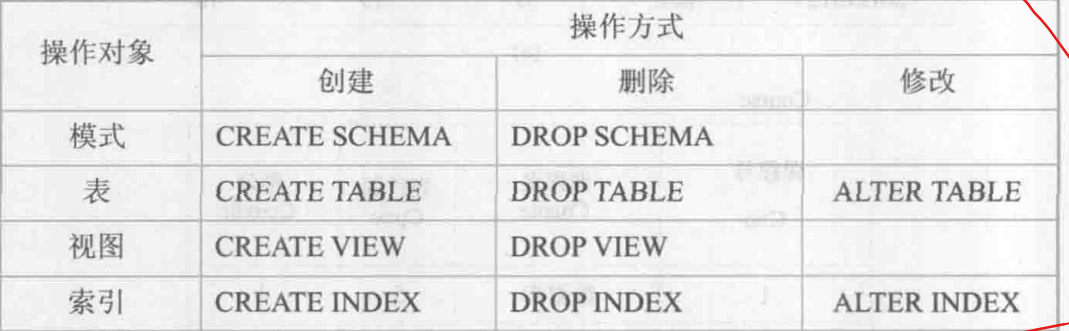 操作对象
操作方式
创建 删除 修改
模式 CREATE SCHEMA DROP SCHEMA
表 CREATE TABLE DROP TABLE ALTER TABLE
视图 CREATE VIEW DROP VIEW
索引 CREATE INDEX DROP INDEX ALTER INDEX